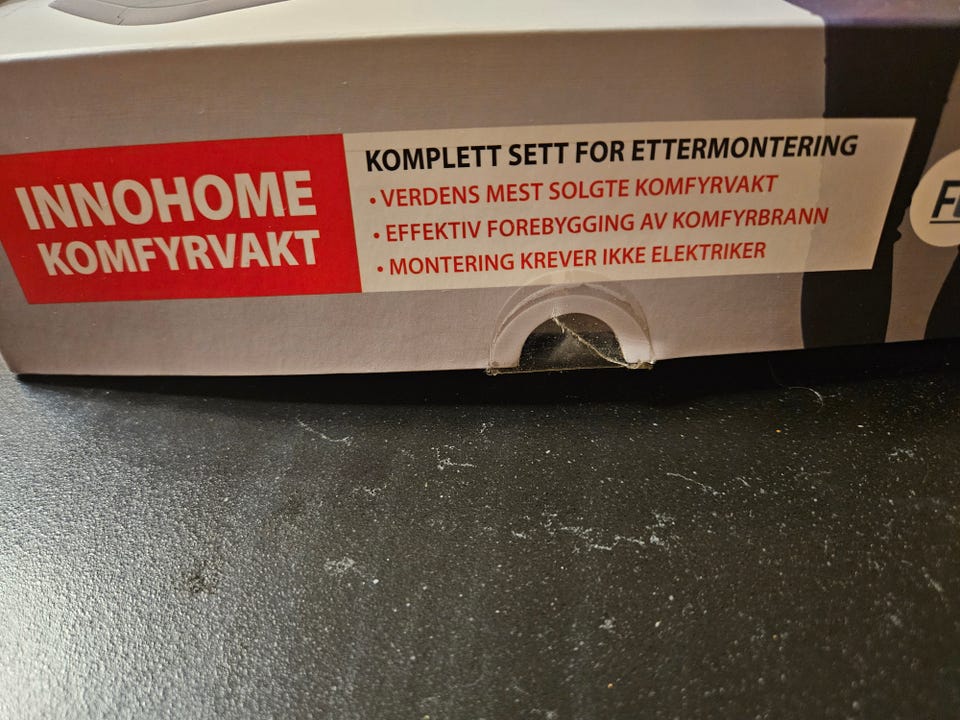 INNOHOME
KOMFYRVAKT
KOMPLETT SETT FOR ETTERMONTERING
• VERDENS MEST SOLGTE KOMFYRVAKT
• EFFEKTIV FOREBYGGING AV KOMFYRBRANN
• MONTERING KREVER IKKE ELEKTRIKER